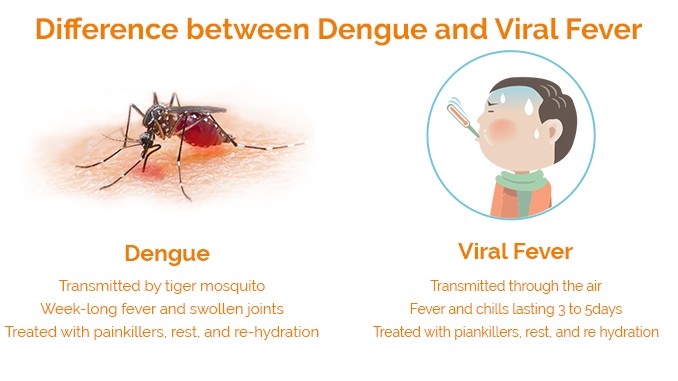 Difference between Dengue and Viral Fever
Dengue
Transmitted by tiger mosquito
Week-long fever and swollen joints
Treated with painkillers, rest, and re-hydration
Viral Fever
Transmitted through the air
Fever and chills lasting 3 to 5days
Treated with piankillers, rest, and re hydration